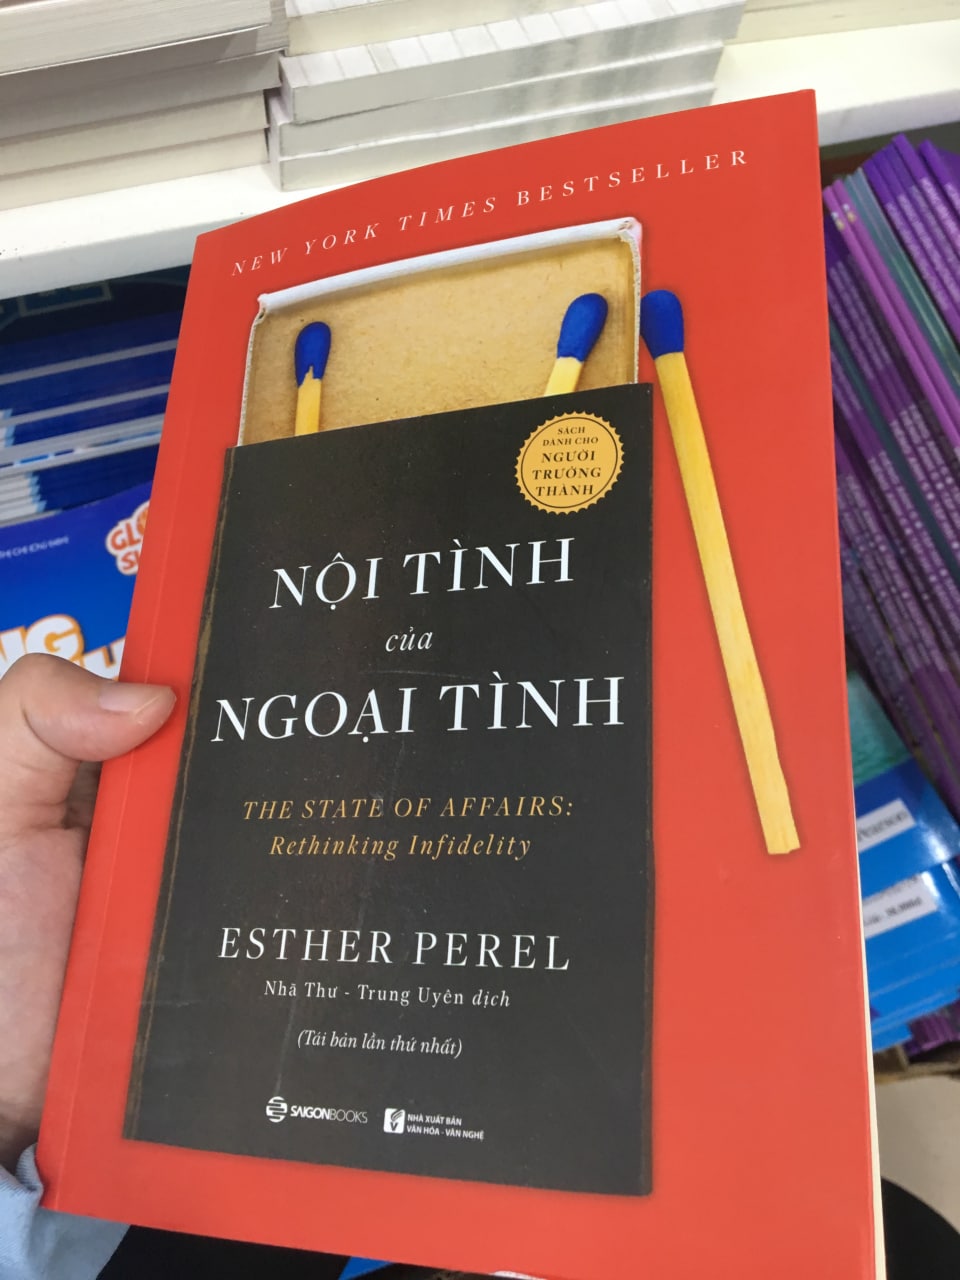 NEW YORK TIMES BESTSELLER
SÁCH
DÀNH CHO
NGƯỜI
TRƯỞNG
THÀNH
NỘI TÌNH
của
NGOẠI TÌNH
THE STATE OF AFFAIRS:
Rethinking Infidelity
ESTHER PEREL
Nhã Thư - Trung Uyên dịch
(Tái bản lần thứ nhất)
SAIGONBOOKS
NHÀ XUẤT BẢN
VĂN HÓA - VĂN NGHỆ